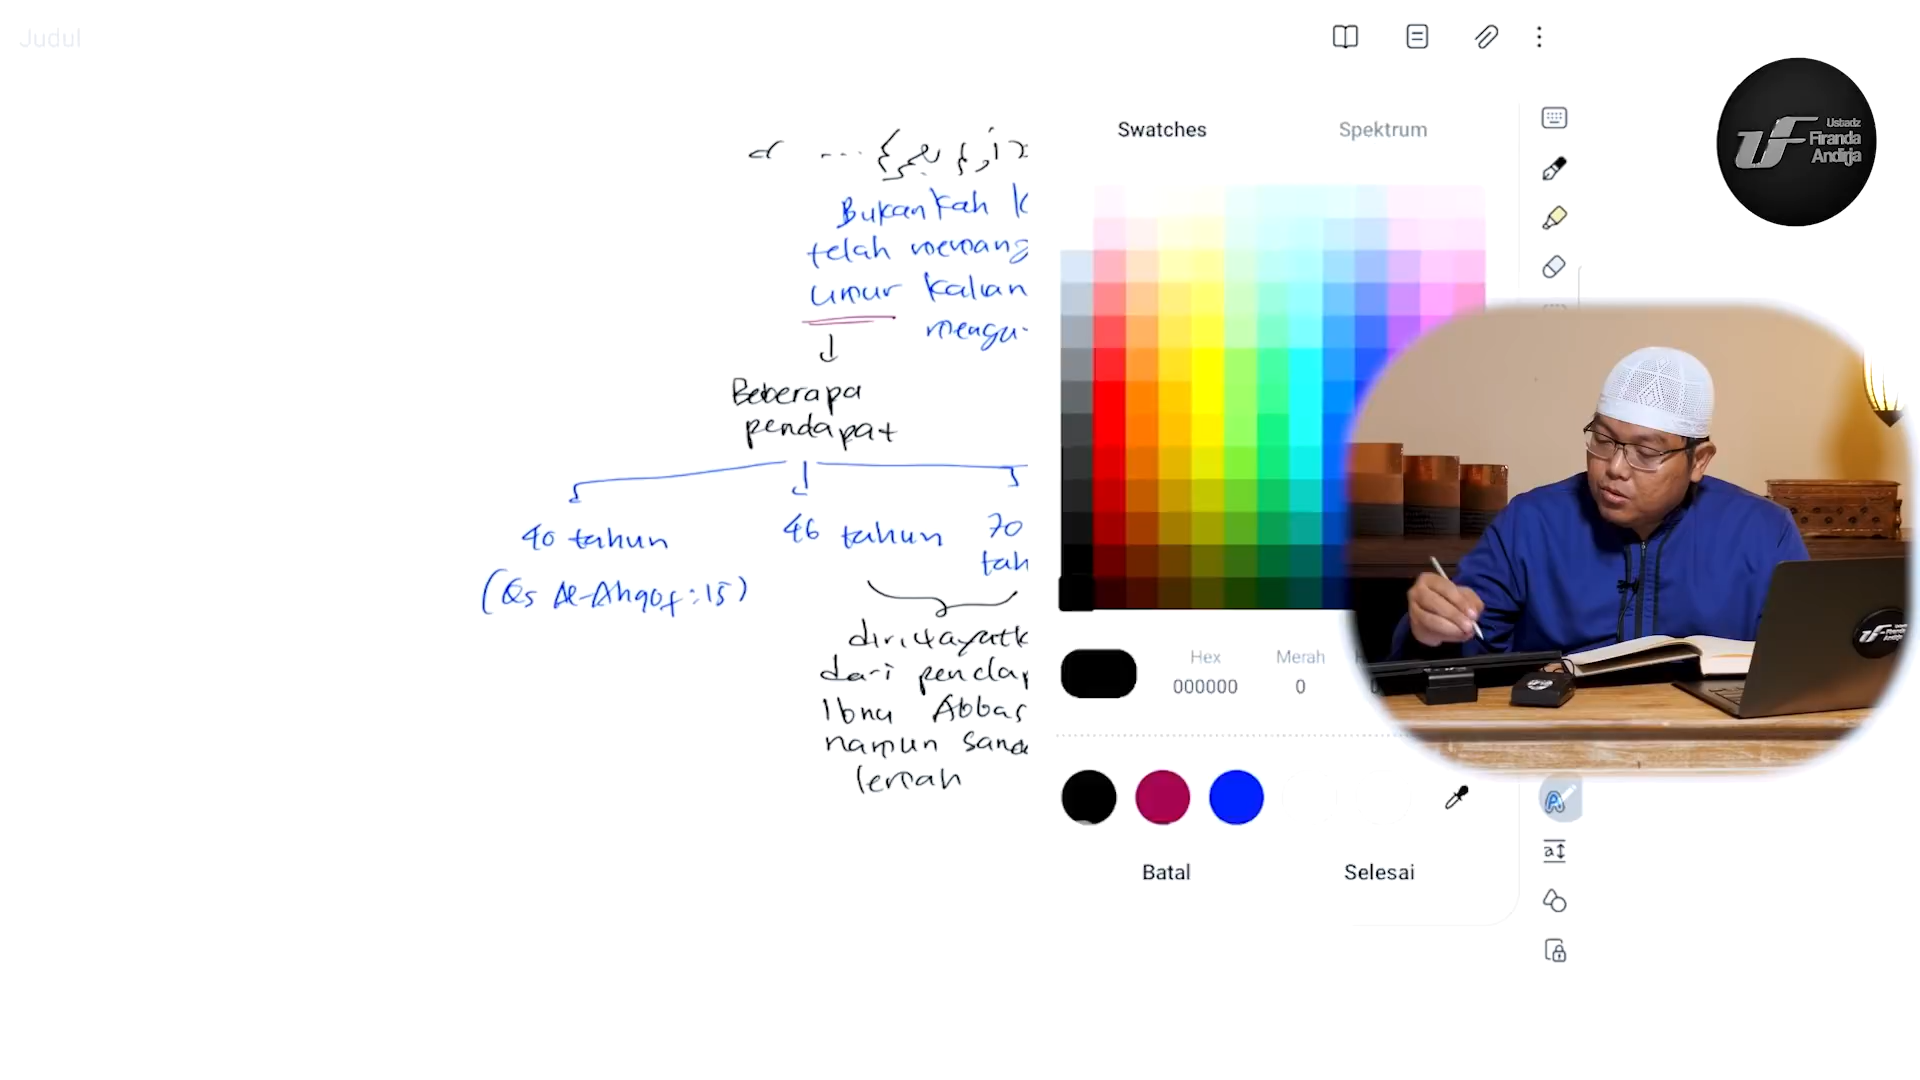 Judul
Swatches
Spektrum
Ustadz
Firanda
Andirja
Bukankah K
telah memang
umur kalian
mengu
Beberapa
pendapat
40 tahun
46 tahun
70
tah
(Qs Al-Ahqof : 15)
diriwayatk
dari pendap
Ibnu Abbas
namun sana
lemah
Hex
Merah
000000
0
Batal
Selesai